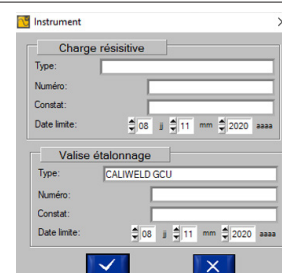 Instrument
Charge résisitive
Type:
Numéro:
Constat:
Date limite: 08 jj 11 mm 2020 aaaa
Valise étalonnage
Type: CALIWELD GCU
Numéro:
Constat:
Date limite: 08 jj 11 mm 2020 aaaa